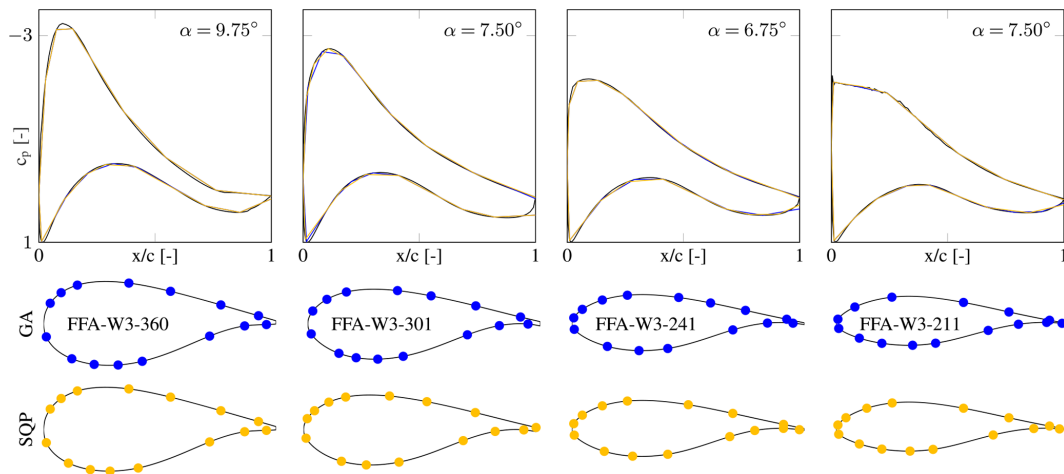 α = 9.75°
α = 7.50°
α = 6.75°
α = 7.50°
−3
c_p [-]
1
0
x/c [-]
1
0
x/c [-]
1
0
x/c [-]
1
0
x/c [-]
1
GA
FFA-W3-360
FFA-W3-301
FFA-W3-241
FFA-W3-211
SQP